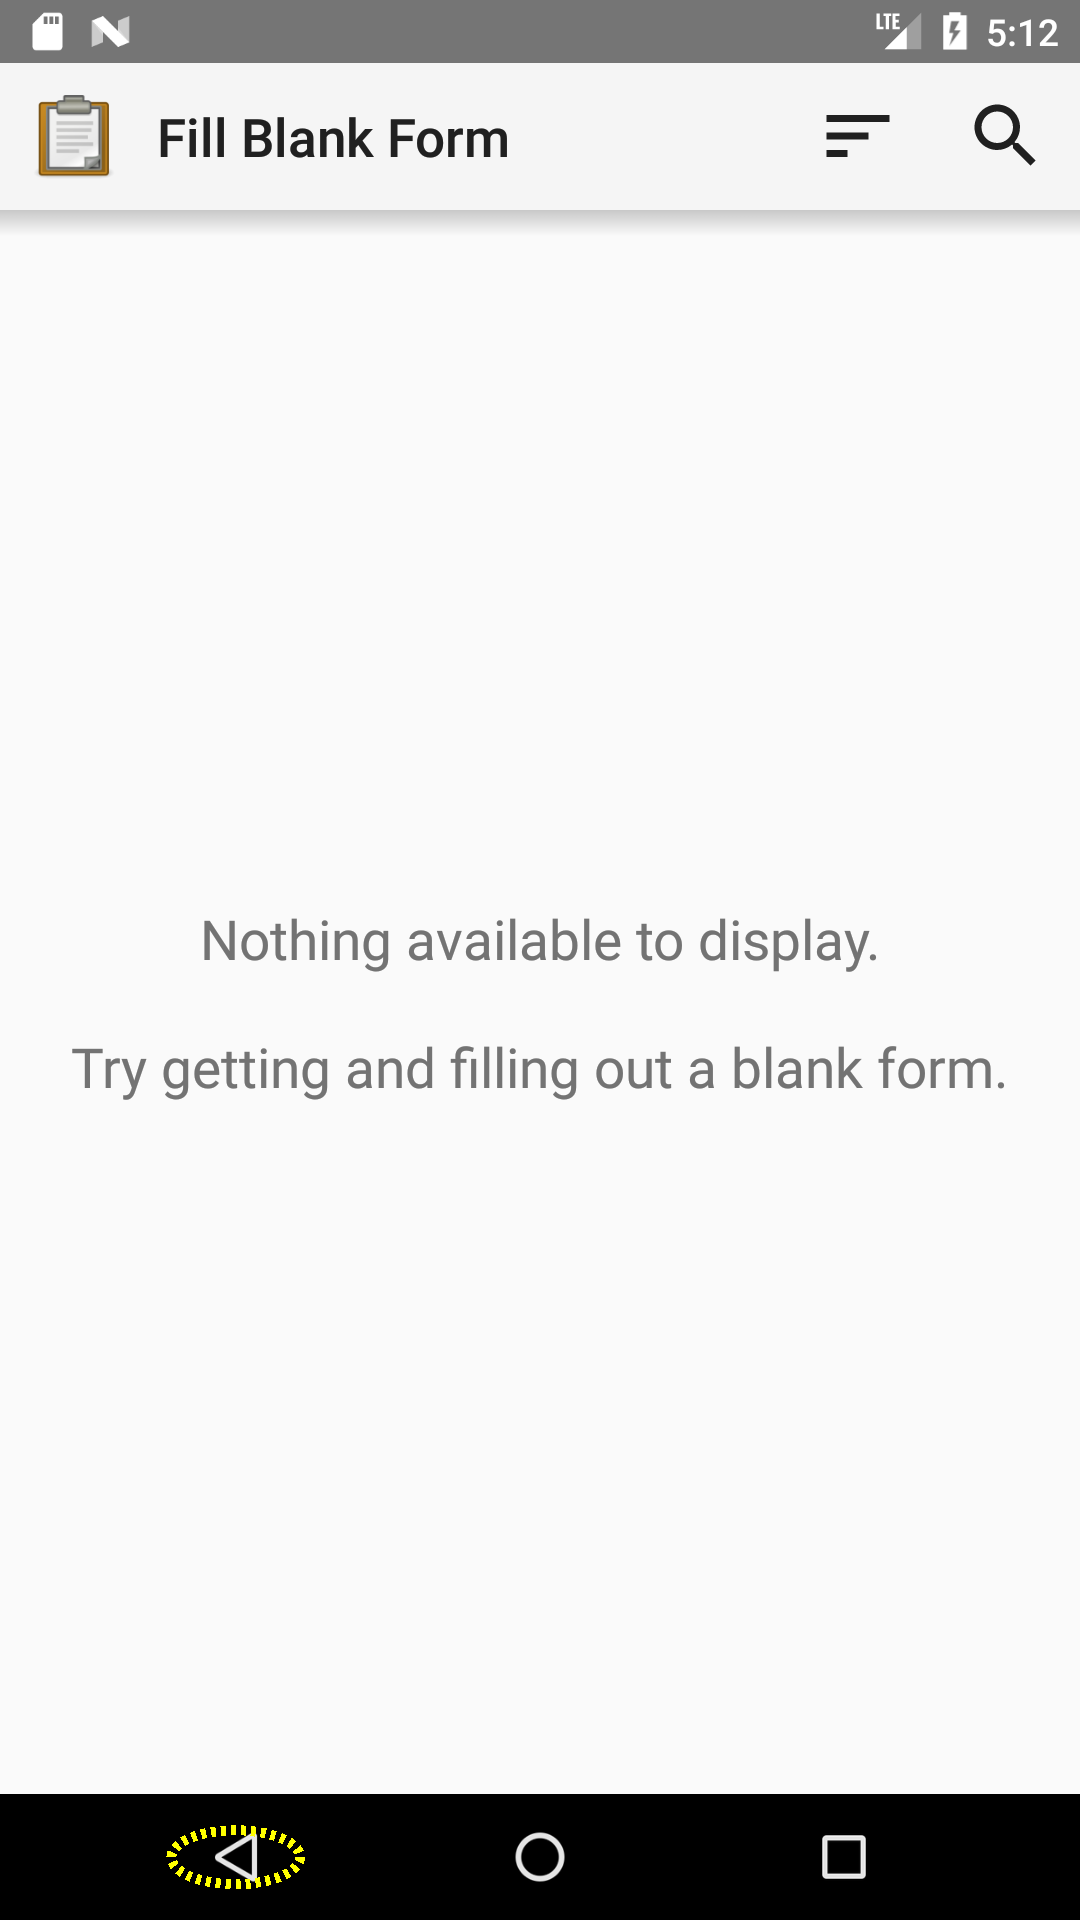 LTE 5:12
Fill Blank Form
Nothing available to display.
Try getting and filling out a blank form.